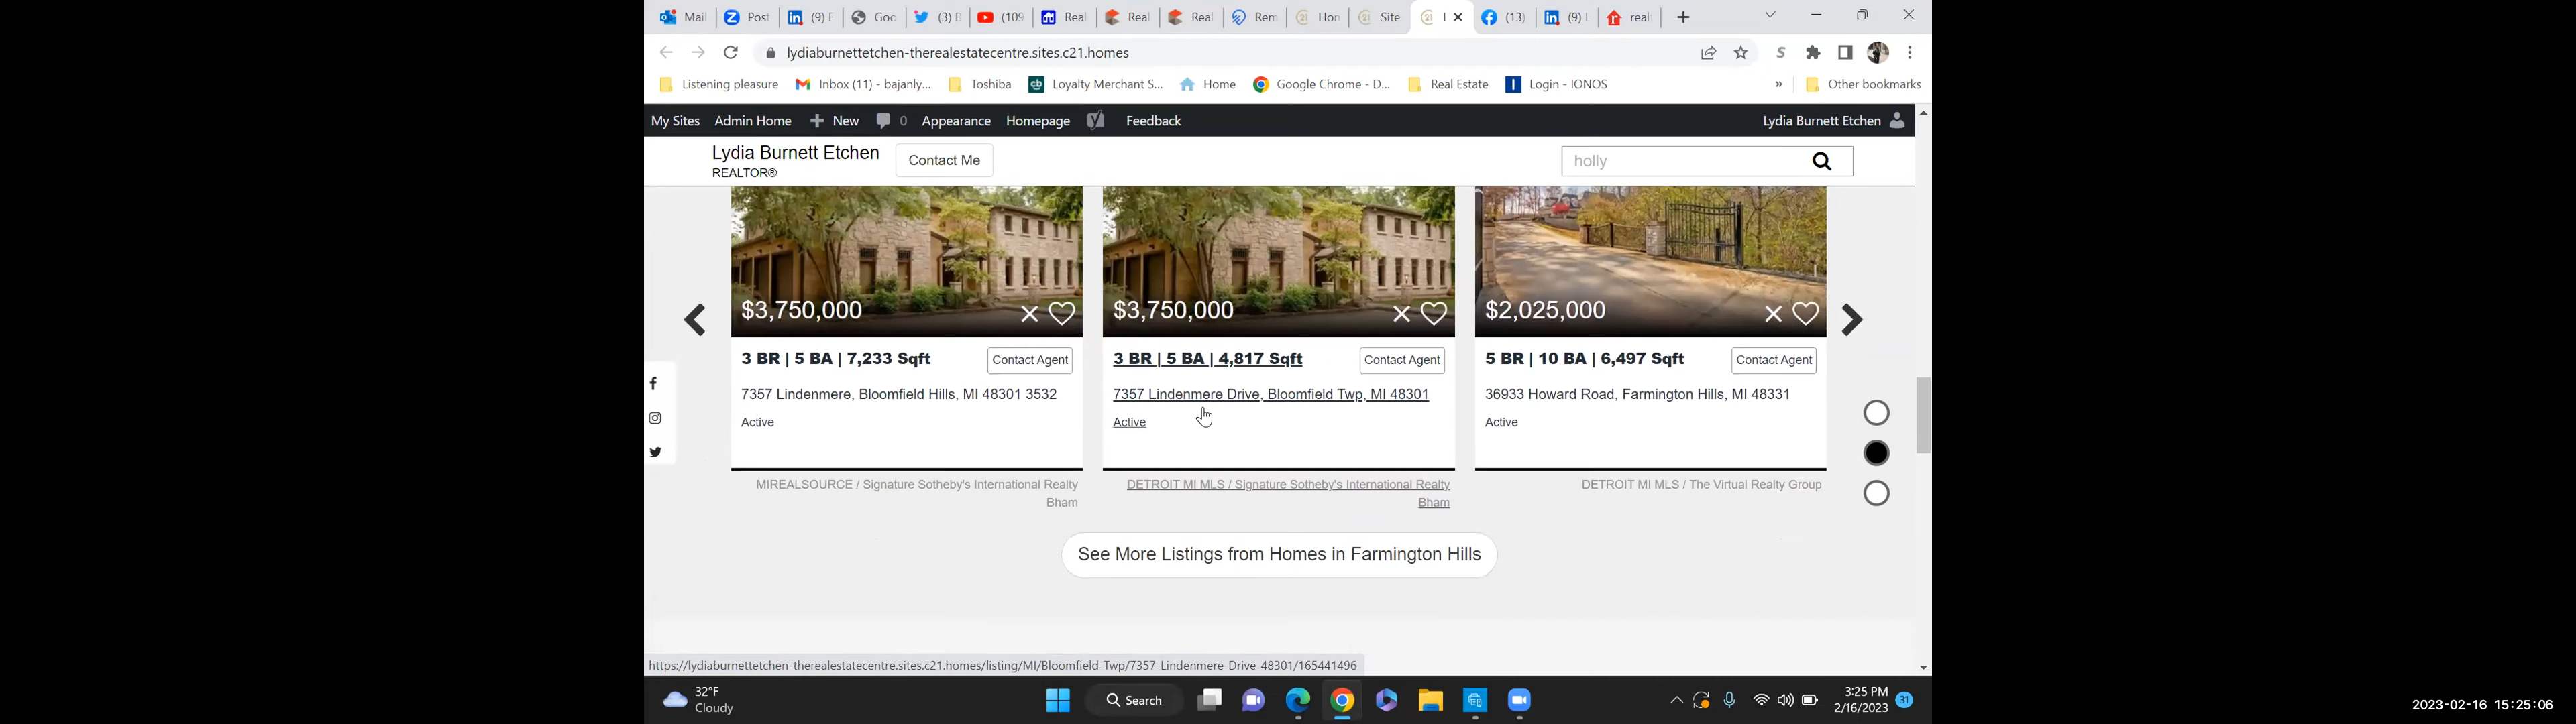 Mail Post (9) F Goo (3) E (109 Real Real Real Rem Hon Site I (13) (9) L real
lydiaburnettetchen-therealestatecentre.sites.c21.homes
Listening pleasure Inbox (11) - bajanly... Toshiba Loyalty Merchant S... Home Google Chrome - D... Real Estate Login - IONOS » Other bookmarks
My Sites Admin Home New 0 Appearance Homepage Feedback Lydia Burnett Etchen
Lydia Burnett Etchen
REALTOR®
Contact Me
holly
$3,750,000
3 BR | 5 BA | 7,233 Sqft
Contact Agent
7357 Lindenmere, Bloomfield Hills, MI 48301 3532
Active
MIREALSOURCE / Signature Sotheby's International Realty
Bham
$3,750,000
3 BR | 5 BA | 4,817 Sqft
Contact Agent
7357 Lindenmere Drive, Bloomfield Twp, MI 48301
Active
DETROIT MI MLS / Signature Sotheby's International Realty
Bham
$2,025,000
5 BR | 10 BA | 6,497 Sqft
Contact Agent
36933 Howard Road, Farmington Hills, MI 48331
Active
DETROIT MI MLS / The Virtual Realty Group
See More Listings from Homes in Farmington Hills
https://lydiaburnettetchen-therealestatecentre.sites.c21.homes/listing/MI/Bloomfield-Twp/7357-Lindenmere-Drive-48301/165441496
32°F
Cloudy
Search
3:25 PM
2/16/2023
31
2023-02-16 15:25:06